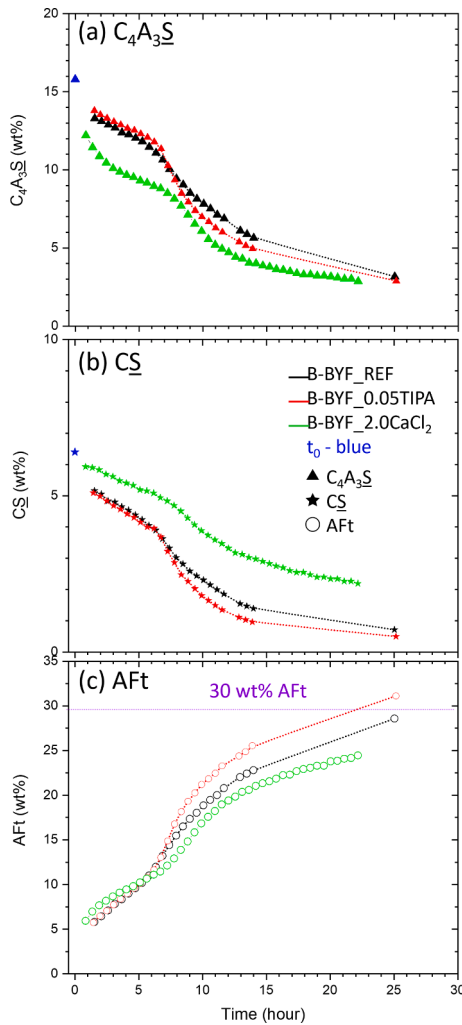 (a) C₄A₃S̲
C₄A₃S̲ (wt%)
20
15
10
5
0
(b) CS̲
CS̲ (wt%)
10
5
0
B-BYF_REF
B-BYF_0.05TIPA
B-BYF_2.0CaCl₂
t₀ - blue
C₄A₃S̲
CS̲
AFt
(c) AFt
30 wt% AFt
AFt (wt%)
35
30
25
20
15
10
5
0
0 5 10 15 20 25 30
Time (hour)